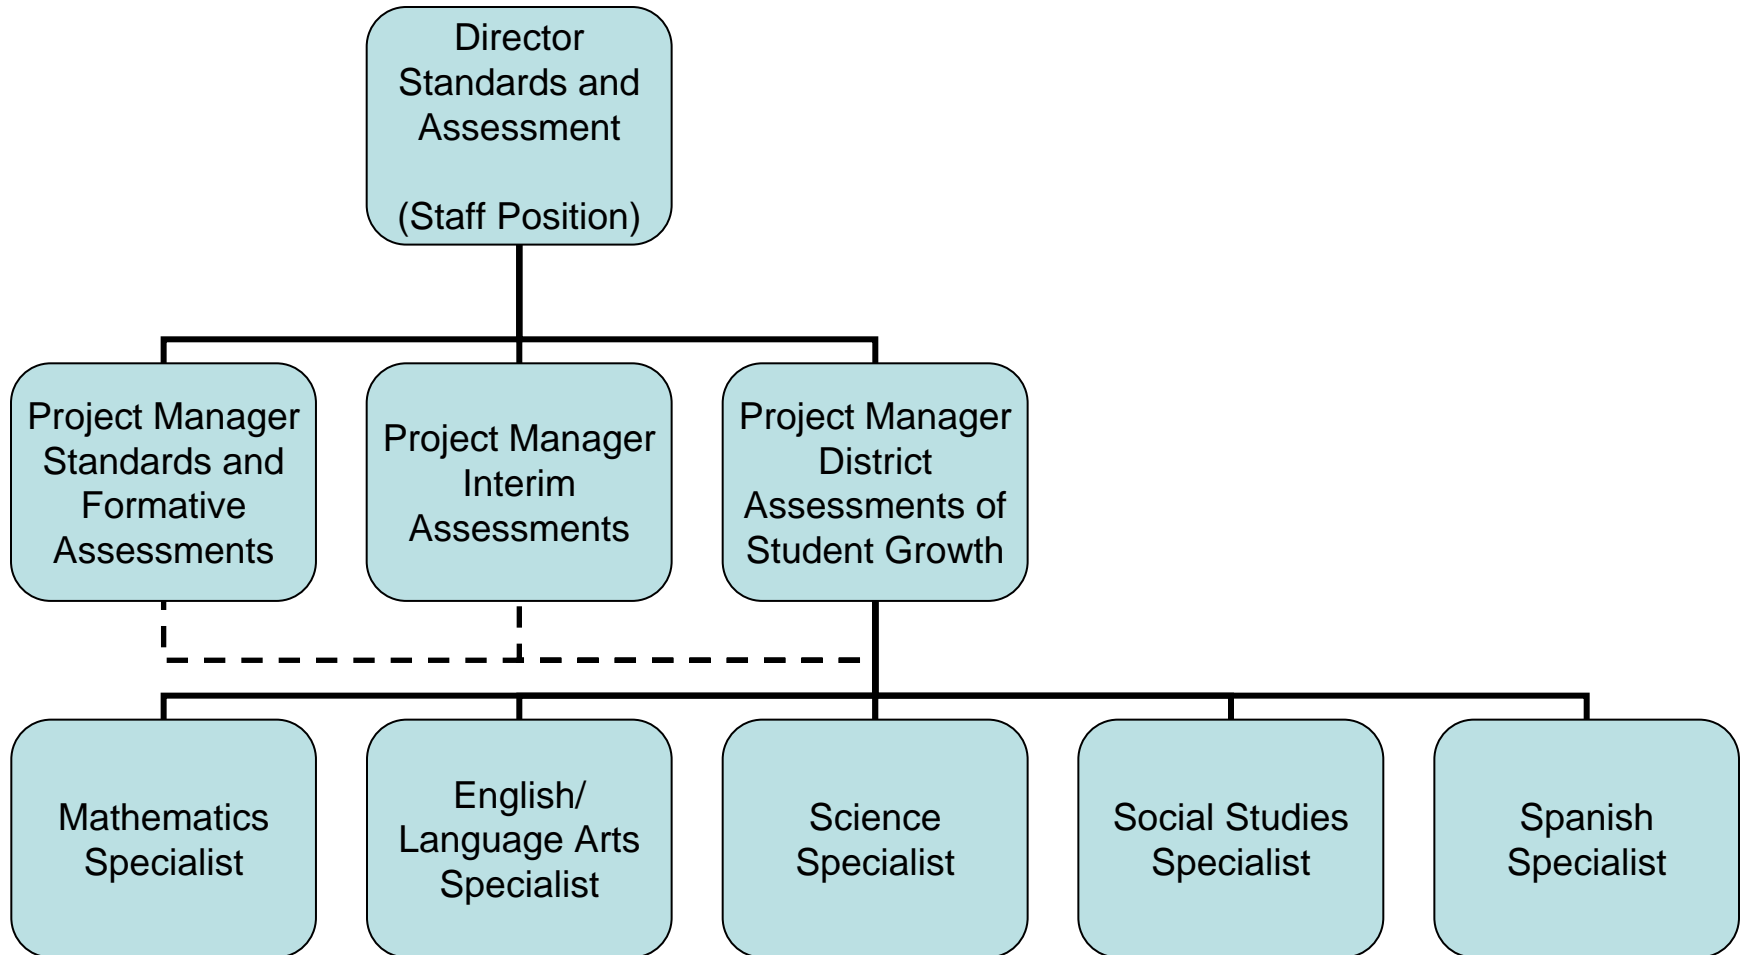 Director
Standards and
Assessment
(Staff Position)
Project Manager
Standards and
Formative
Assessments
Project Manager
Interim
Assessments
Project Manager
District
Assessments of
Student Growth
Mathematics
Specialist
English/
Language Arts
Specialist
Science
Specialist
Social Studies
Specialist
Spanish
Specialist